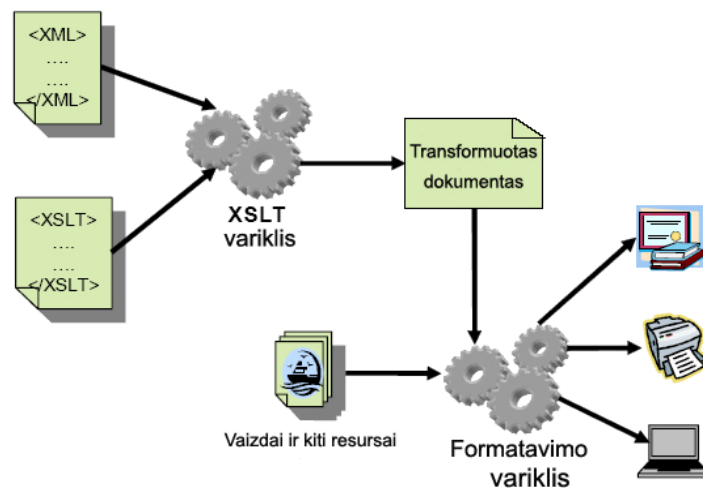 <XML>
....
....
</XML>
<XSLT>
....
....
</XSLT>
XSLT
variklis
Transformuotas
dokumentas
Vaizdai ir kiti resursai
Formatavimo
variklis